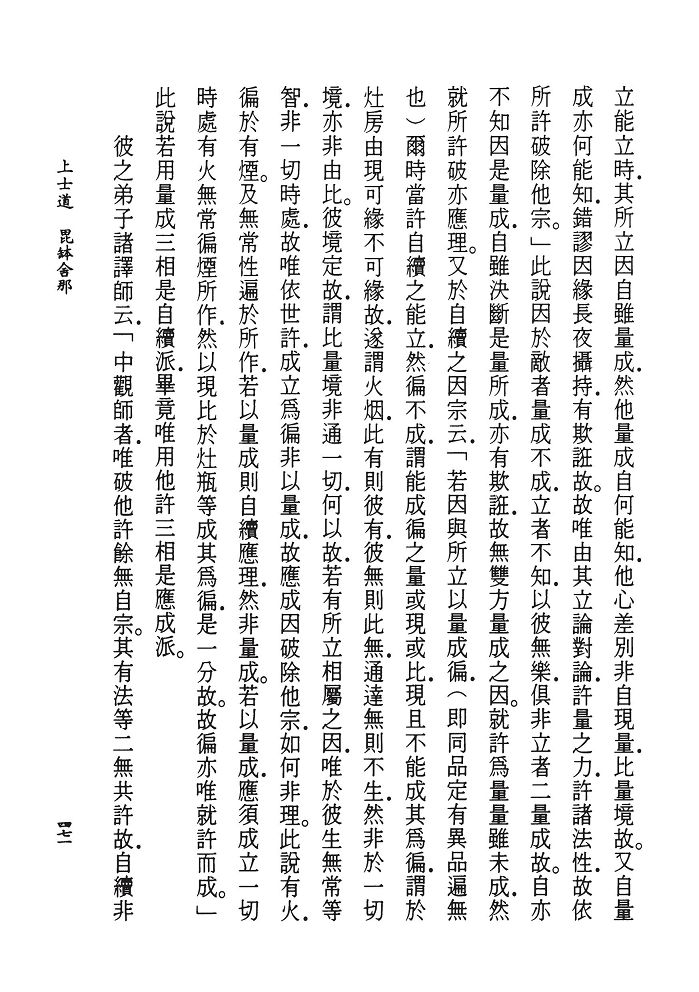 立能立時，其所立因自雖量成，然他量成自何能知，他心差別非自現量，比量境故。又自量
成亦何能知，錯謬因緣長夜攝持，有欺誑故。故唯由其立論對論，許量之力許諸法性，故依
所許破除他宗。」此說因於敵者量成不成，立者不知，以彼無樂，俱非立者二量成故。自亦
不知因是量成，自雖決斷是量所成，亦有欺誑，故無雙方量成之因。就許爲量量雖未成，然
就所許破亦應理。又於自續之因宗云，「若因與所立以量成徧，（即同品定有異品遍無
也）爾時當許自續之能立，然徧不成，謂能成徧之量或現或比，現且不能成其爲徧，謂於
灶房由現可緣不可緣故，遂謂火烟，此有則彼有，彼無則此無，通達無則不生，然非於一切
境，亦非由比。彼境定故，謂比量境非通一切，何以故，若有所立相屬之因，唯於彼生無常等
智，非一切時處，故唯依世許，成立爲徧非以量成，故應成因破除他宗，如何非理。此說有火，
徧於有煙。及無常性遍於所作，若以量成則自續應理，然非量成。若以量成，應須成立一切
時處有火無常徧煙所作，然以現比於灶瓶等成其爲徧，是一分故。故徧亦唯就許而成。」
此說若用量成三相是自續派，畢竟唯用他許三相是應成派。
彼之弟子諸譯師云，「中觀師者，唯破他許餘無自宗。其有法等二無共許故，自續非
上士道　毘鉢舍那
四七一